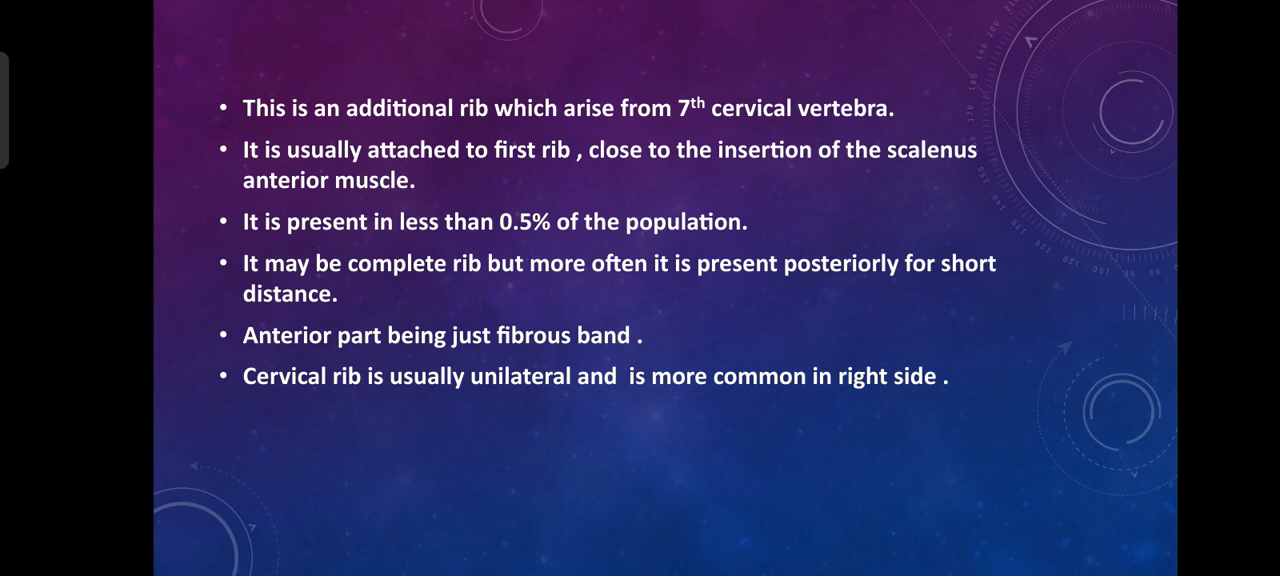 • This is an additional rib which arise from 7th cervical vertebra.
• It is usually attached to first rib , close to the insertion of the scalenus
anterior muscle.
• It is present in less than 0.5% of the population.
• It may be complete rib but more often it is present posteriorly for short
distance.
• Anterior part being just fibrous band .
• Cervical rib is usually unilateral and  is more common in right side .